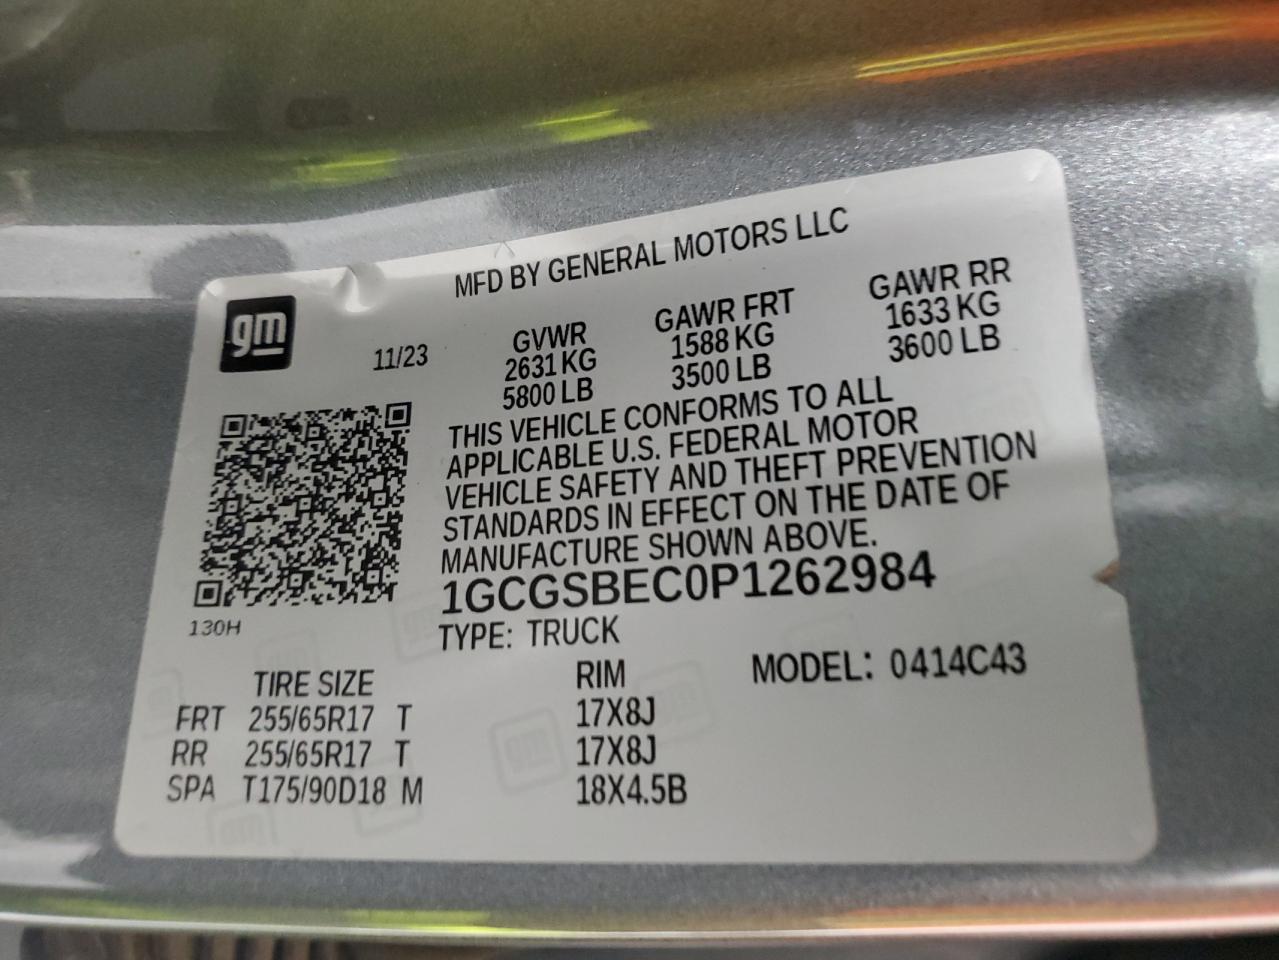 MFD BY GENERAL MOTORS LLC
gm
11/23
GVWR
2631 KG
5800 LB
GAWR FRT
1588 KG
3500 LB
GAWR RR
1633 KG
3600 LB
THIS VEHICLE CONFORMS TO ALL
APPLICABLE U.S. FEDERAL MOTOR
VEHICLE SAFETY AND THEFT PREVENTION
STANDARDS IN EFFECT ON THE DATE OF
MANUFACTURE SHOWN ABOVE.
1GCGSBEC0P1262984
130H
TYPE: TRUCK
MODEL: 0414C43
TIRE SIZE RIM
FRT 255/65R17 T 17X8J
RR 255/65R17 T 17X8J
SPA T175/90D18 M 18X4.5B